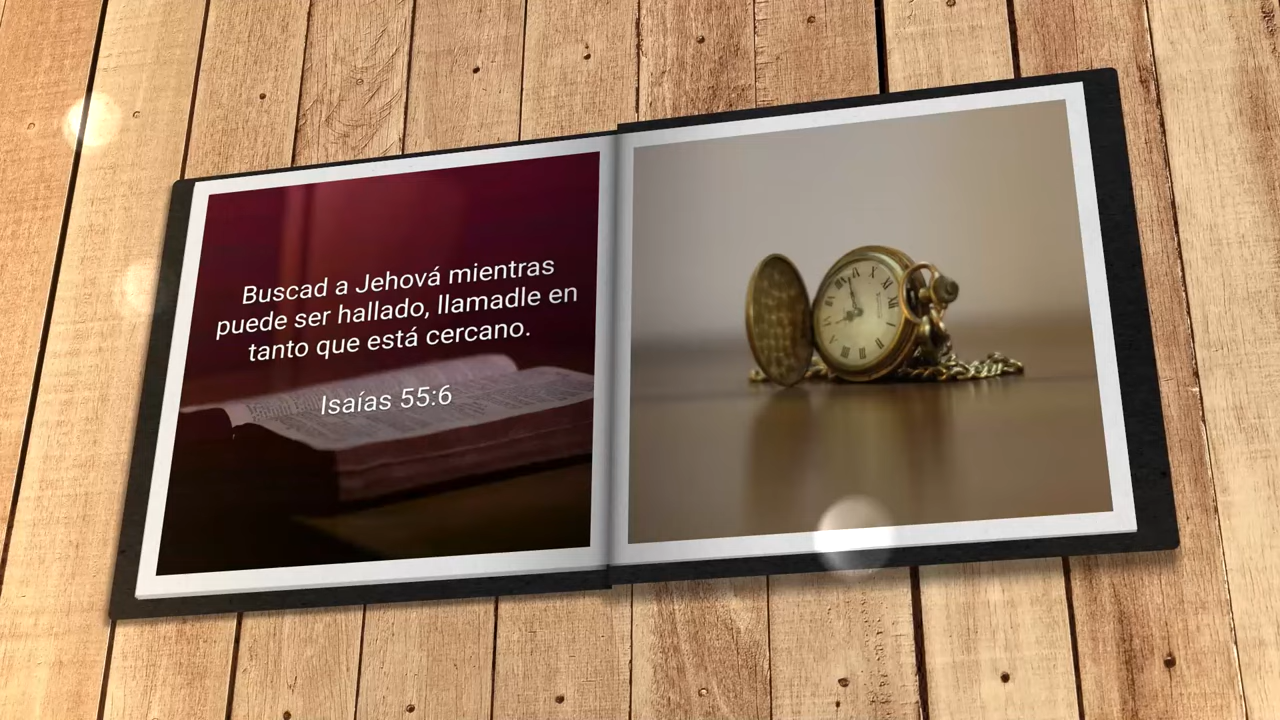 Buscad a Jehová mientras
puede ser hallado, llamadle en
tanto que está cercano.
Isaías 55:6